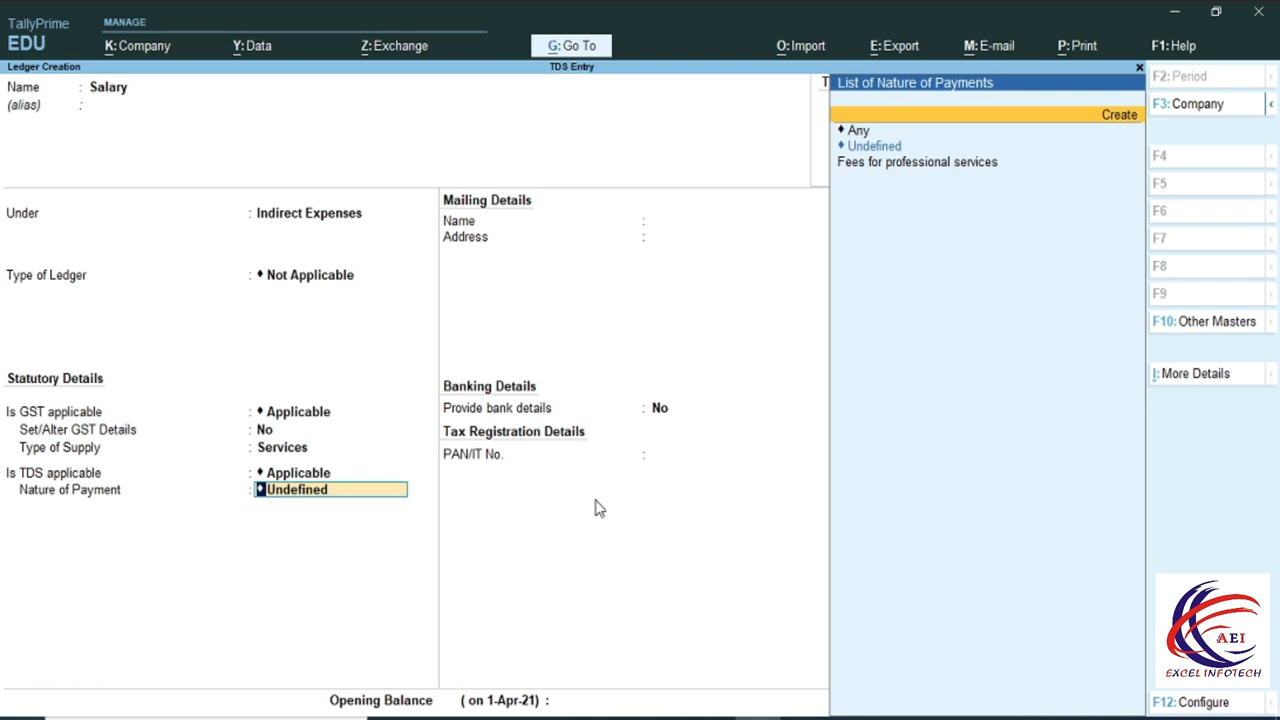 TallyPrime
EDU
MANAGE
K: Company
Y: Data
Z: Exchange
G: Go To
O: Import
E: Export
M: E-mail
P: Print
F1: Help
Ledger Creation
TDS Entry
Name : Salary
(alias) :
Under : Indirect Expenses
Type of Ledger : ♦ Not Applicable
Statutory Details
Is GST applicable : ♦ Applicable
Set/Alter GST Details : No
Type of Supply : Services
Is TDS applicable : ♦ Applicable
Nature of Payment : ♦ Undefined
Mailing Details
Name :
Address :
Banking Details
Provide bank details : No
Tax Registration Details
PAN/IT No. :
Opening Balance ( on 1-Apr-21) :
T
List of Nature of Payments
Create
♦ Any
♦ Undefined
Fees for professional services
F2: Period
F3: Company
F4
F5
F6
F7
F8
F9
F10: Other Masters
I: More Details
F12: Configure
AEI
EXCEL INFOTECH